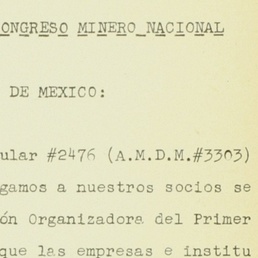 ONGRESO MINERO NACIONAL
DE MEXICO:
ular #2476 (A.M.D.M.#3303)
gamos a nuestros socios se
ón Organizadora del Primer
que las empresas e institu